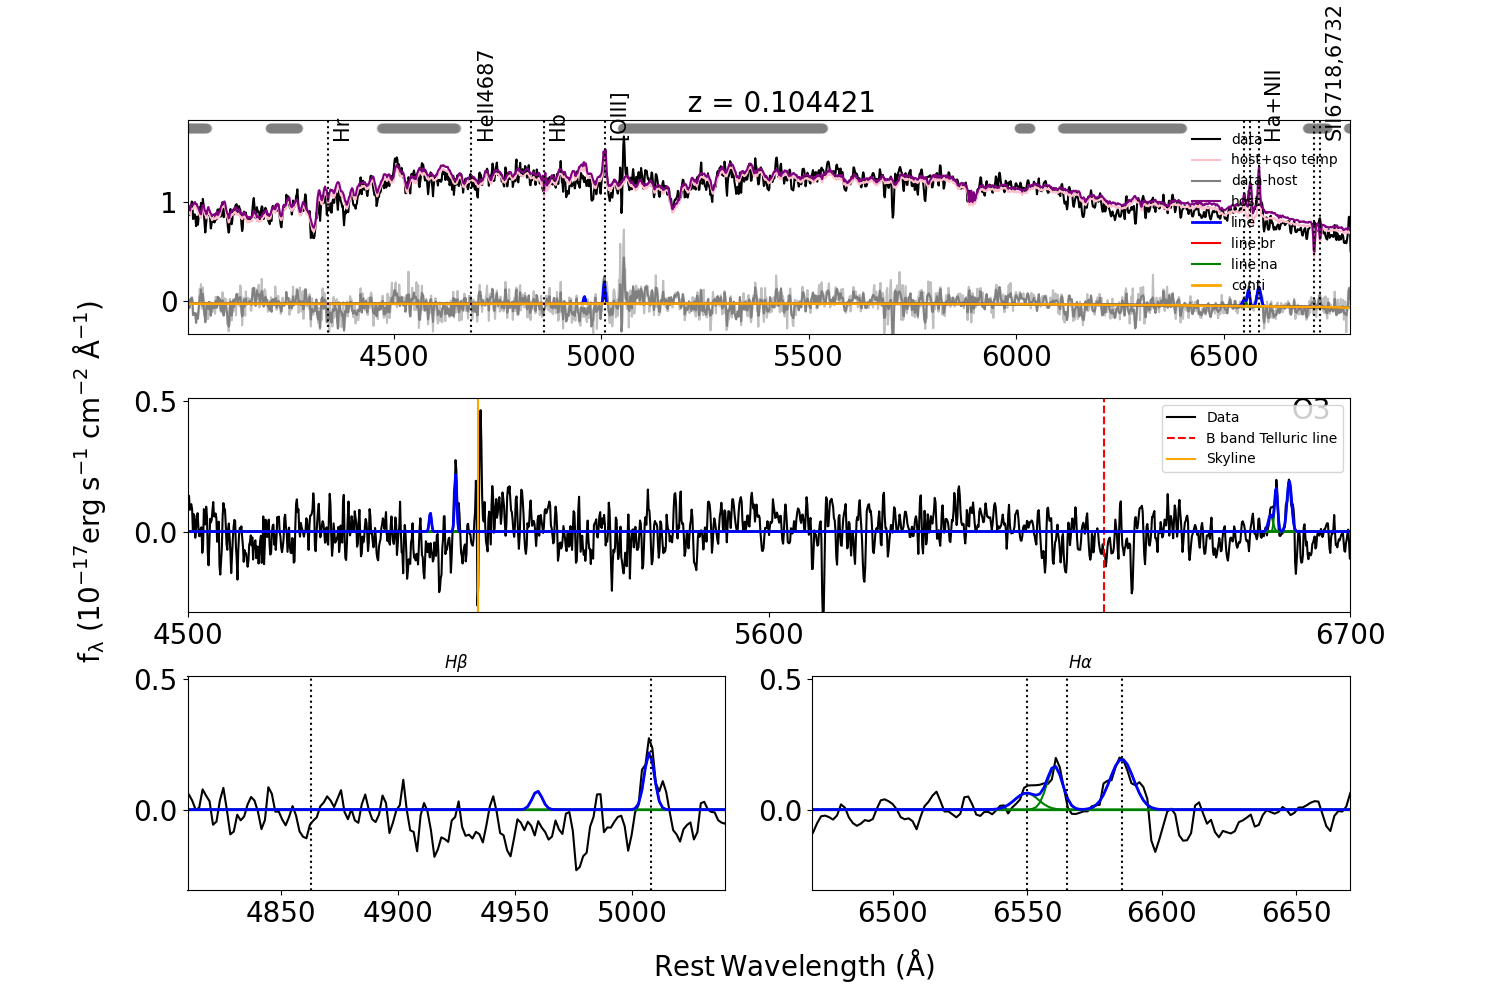 z = 0.104421
Hr
HeII4687
Hb
[OIII]
Ha+NII
SII6718,6732
data
host+qso temp
data-host
host
line
line br
line na
conti
1
0
4500 5000 5500 6000 6500
fλ (10−17erg s−1 cm−2 Å−1)
0.5
0.0
O3
Data
B band Telluric line
Skyline
4500 5600 6700
Hβ
0.5
0.0
4850 4900 4950 5000
Hα
0.5
0.0
6500 6550 6600 6650
Rest Wavelength (Å)